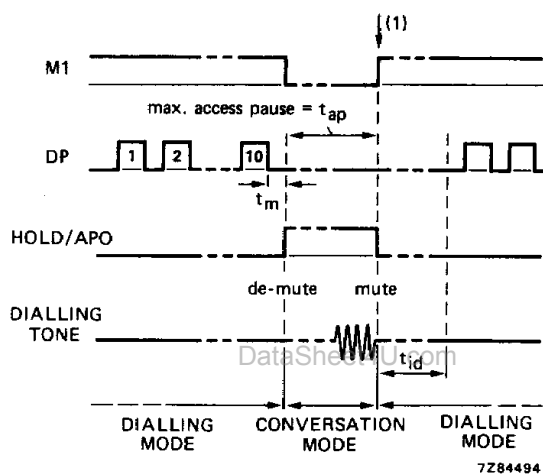 (1)
M1
max. access pause = tap
DP
1 2 10
tm
HOLD/APO
de-mute mute
DIALLING
TONE
DataSheet4U.com
tid
DIALLING
MODE
CONVERSATION
MODE
DIALLING
MODE
7Z84494